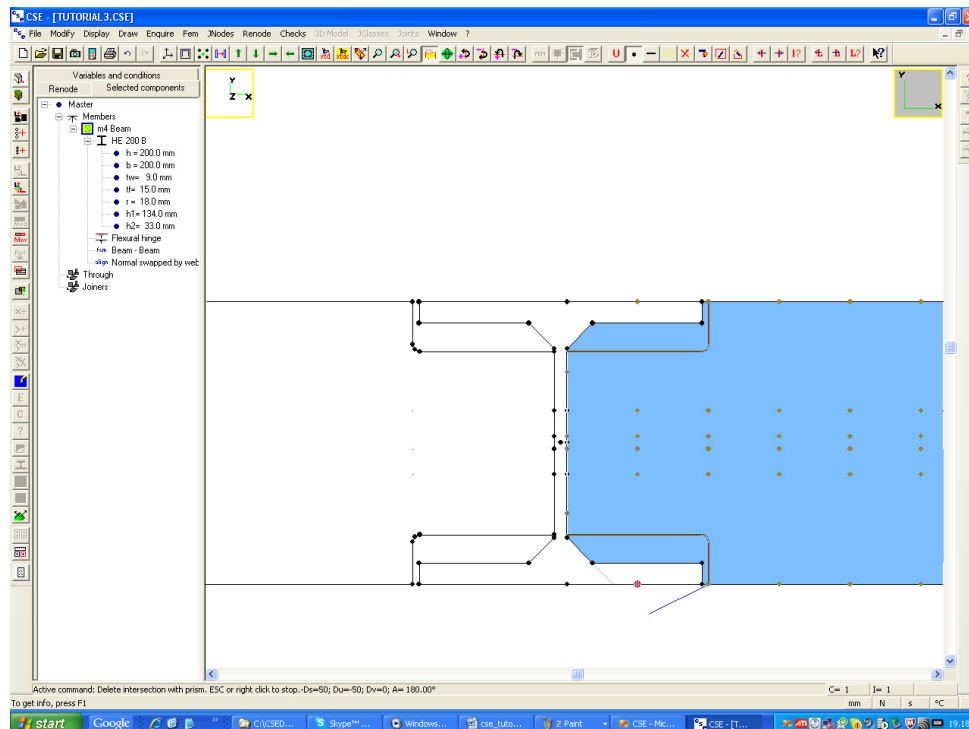 CSE - [TUTORIAL3.CSE]
File Modify Display Draw Enquire Fem JNodes Renode Checks 3D Model JClasses Joints Window ?
Variables and conditions
Renode Selected components
Master
Members
m4 Beam
HE 200 B
h = 200.0 mm
b = 200.0 mm
tw= 9.0 mm
tf= 15.0 mm
r = 18.0 mm
h1= 134.0 mm
h2= 33.0 mm
Flexural hinge
fcm Beam - Beam
align Normal swapped by web
Through
Joiners
Mov
E
C
?
Y
Z X
Y
X
Active command: Delete intersection with prism. ESC or right click to stop.-Ds=50; Du=-50; Dv=0; A= 180.00°
C= 1 I= 1
To get info, press F1
mm N s °C
start Google C:\CSED... Skype™ ... Windows... cse_tuto... 2 Paint CSE - Mic... CSE - [T... 19.18